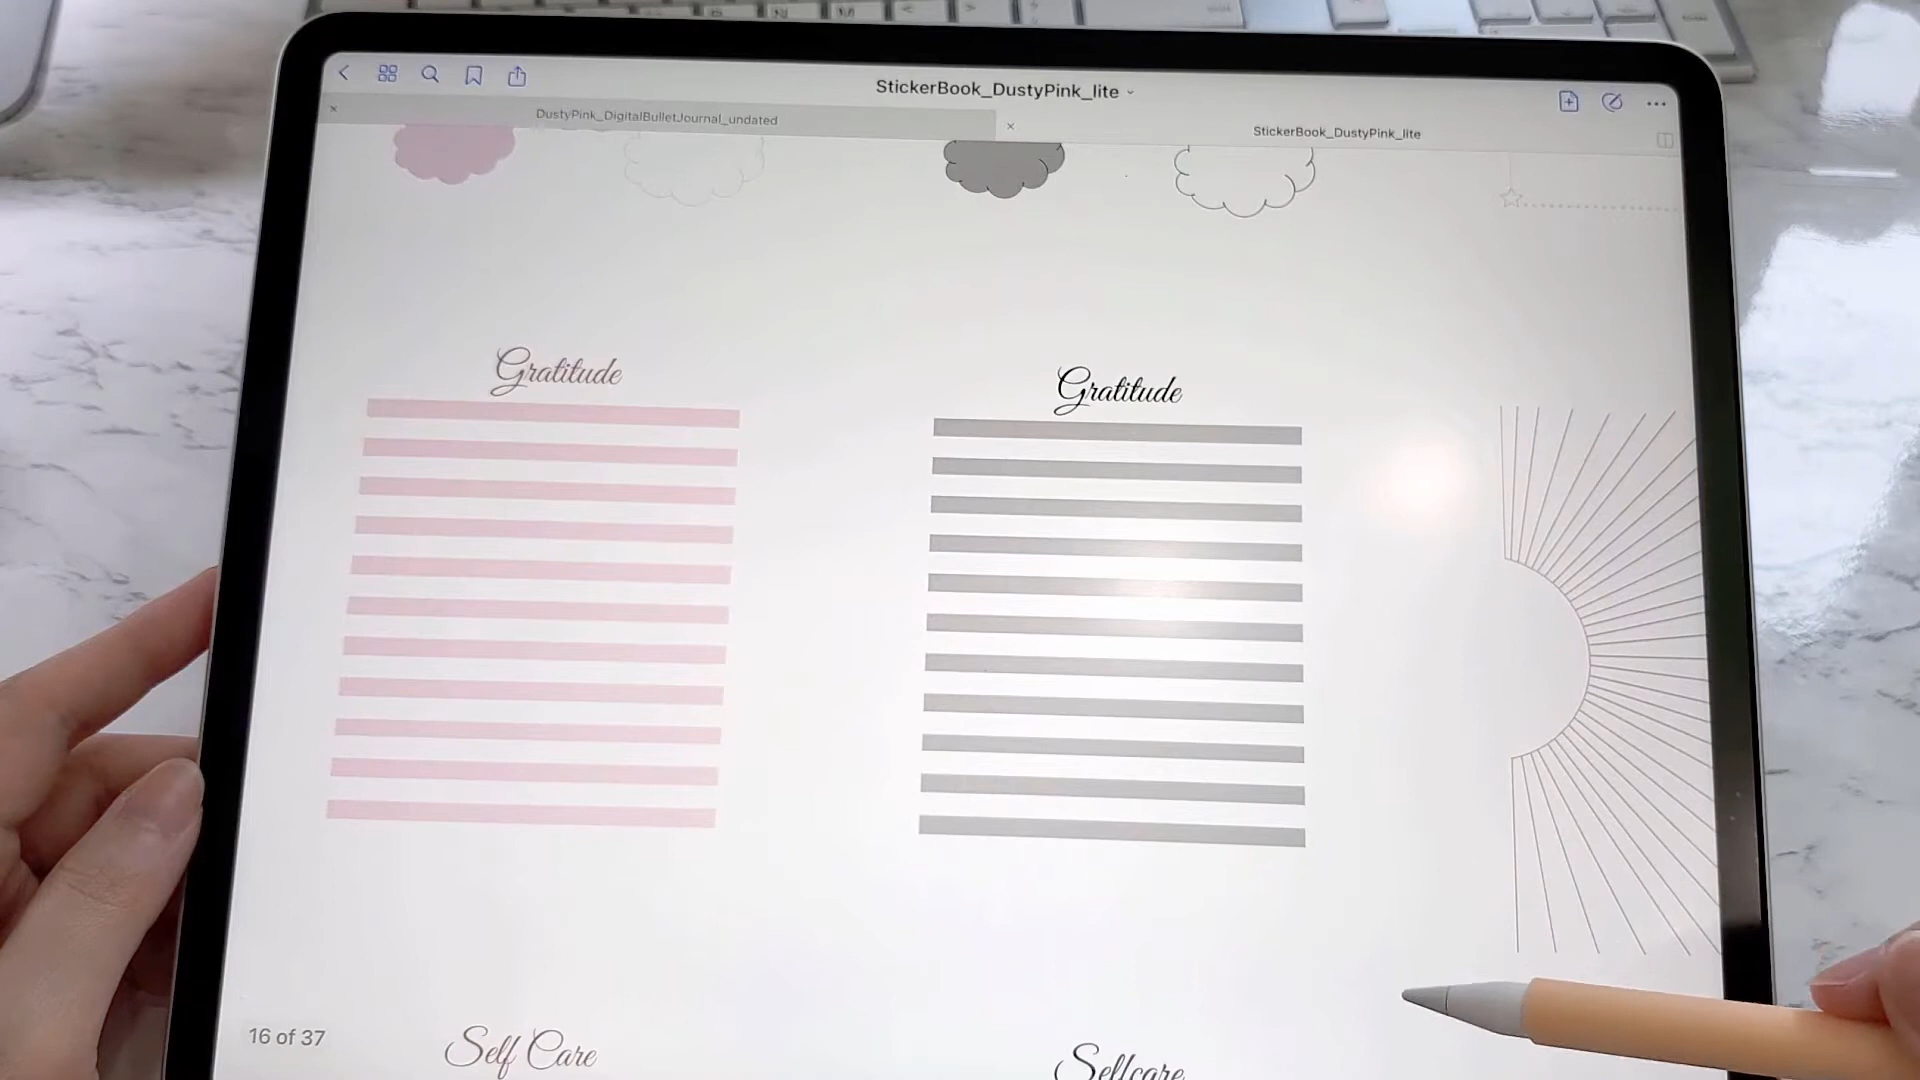 StickerBook_DustyPink_lite
DustyPink_DigitalBulletJournal_undated
StickerBook_DustyPink_lite
Gratitude
Gratitude
16 of 37
Self Care
Selfcare